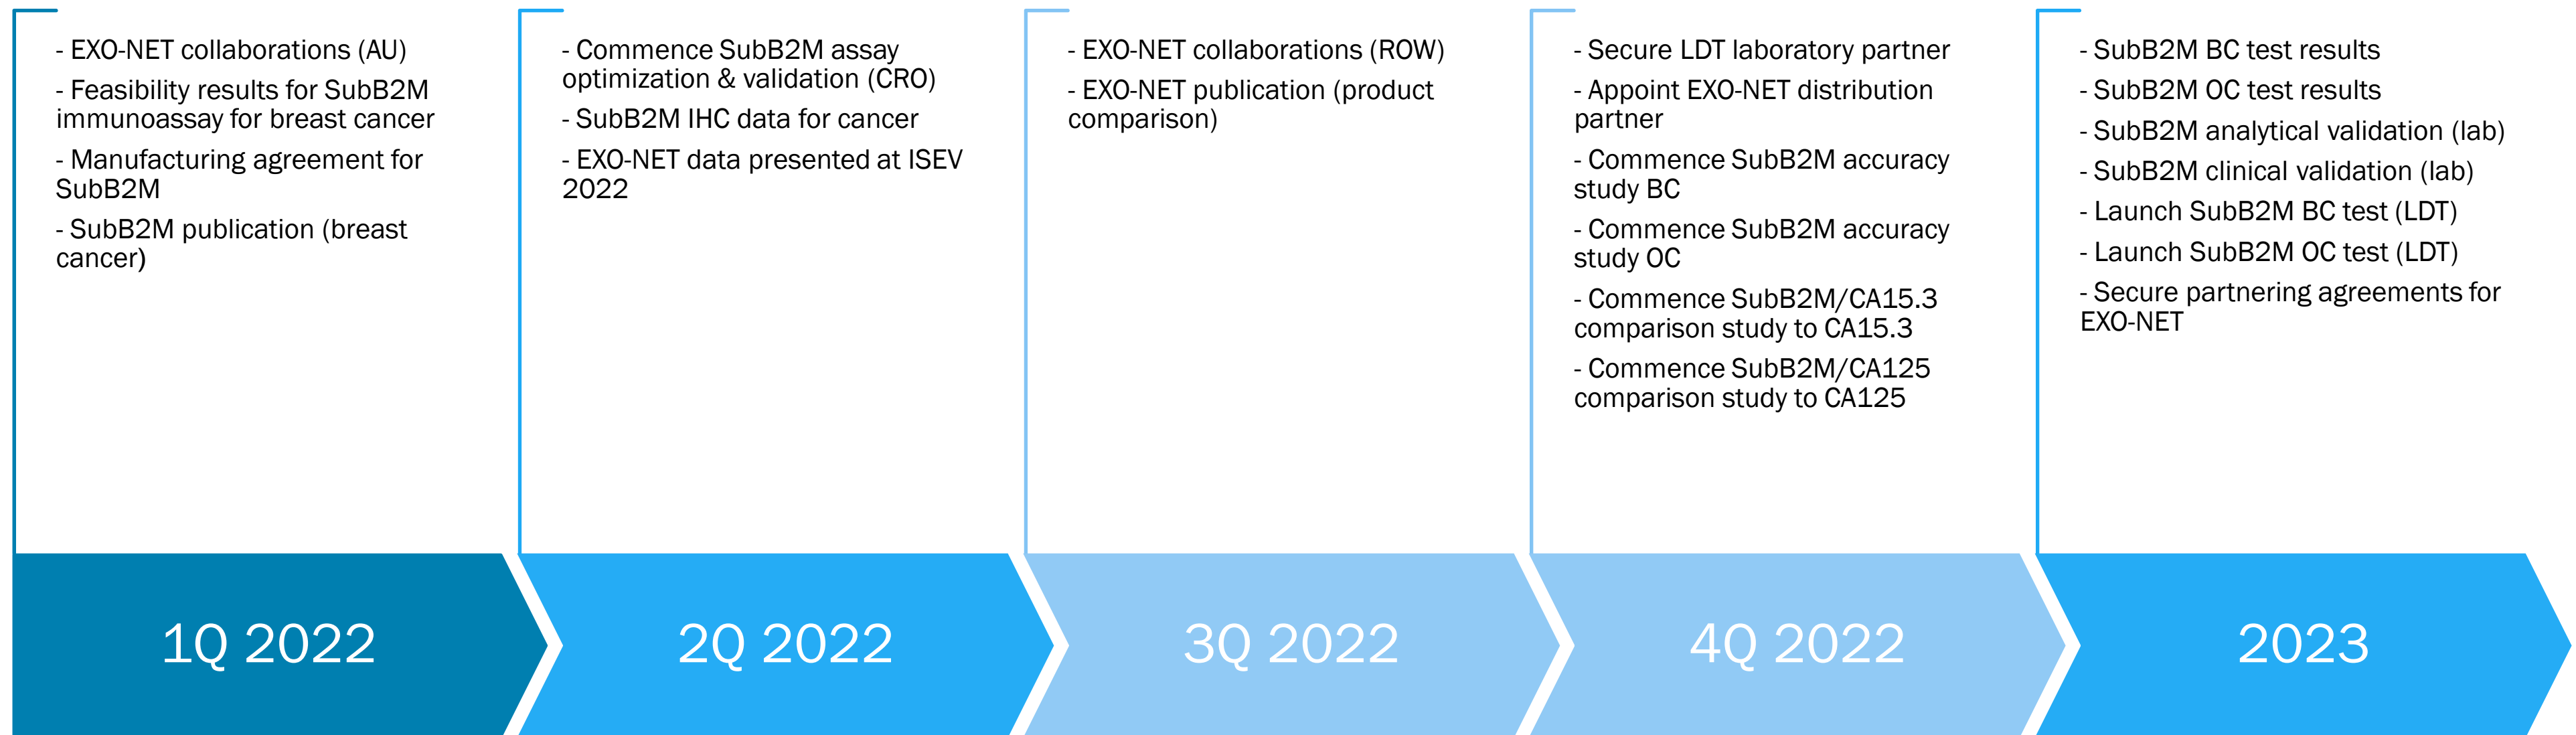 - EXO-NET collaborations (AU)
- Feasibility results for SubB2M
immunoassay for breast cancer
- Manufacturing agreement for
SubB2M
- SubB2M publication (breast
cancer)
- Commence SubB2M assay
optimization & validation (CRO)
- SubB2M IHC data for cancer
- EXO-NET data presented at ISEV
2022
- EXO-NET collaborations (ROW)
- EXO-NET publication (product
comparison)
- Secure LDT laboratory partner
- Appoint EXO-NET distribution
partner
- Commence SubB2M accuracy
study BC
- Commence SubB2M accuracy
study OC
- Commence SubB2M/CA15.3
comparison study to CA15.3
- Commence SubB2M/CA125
comparison study to CA125
- SubB2M BC test results
- SubB2M OC test results
- SubB2M analytical validation (lab)
- SubB2M clinical validation (lab)
- Launch SubB2M BC test (LDT)
- Launch SubB2M OC test (LDT)
- Secure partnering agreements for
EXO-NET
1Q 2022
2Q 2022
3Q 2022
4Q 2022
2023